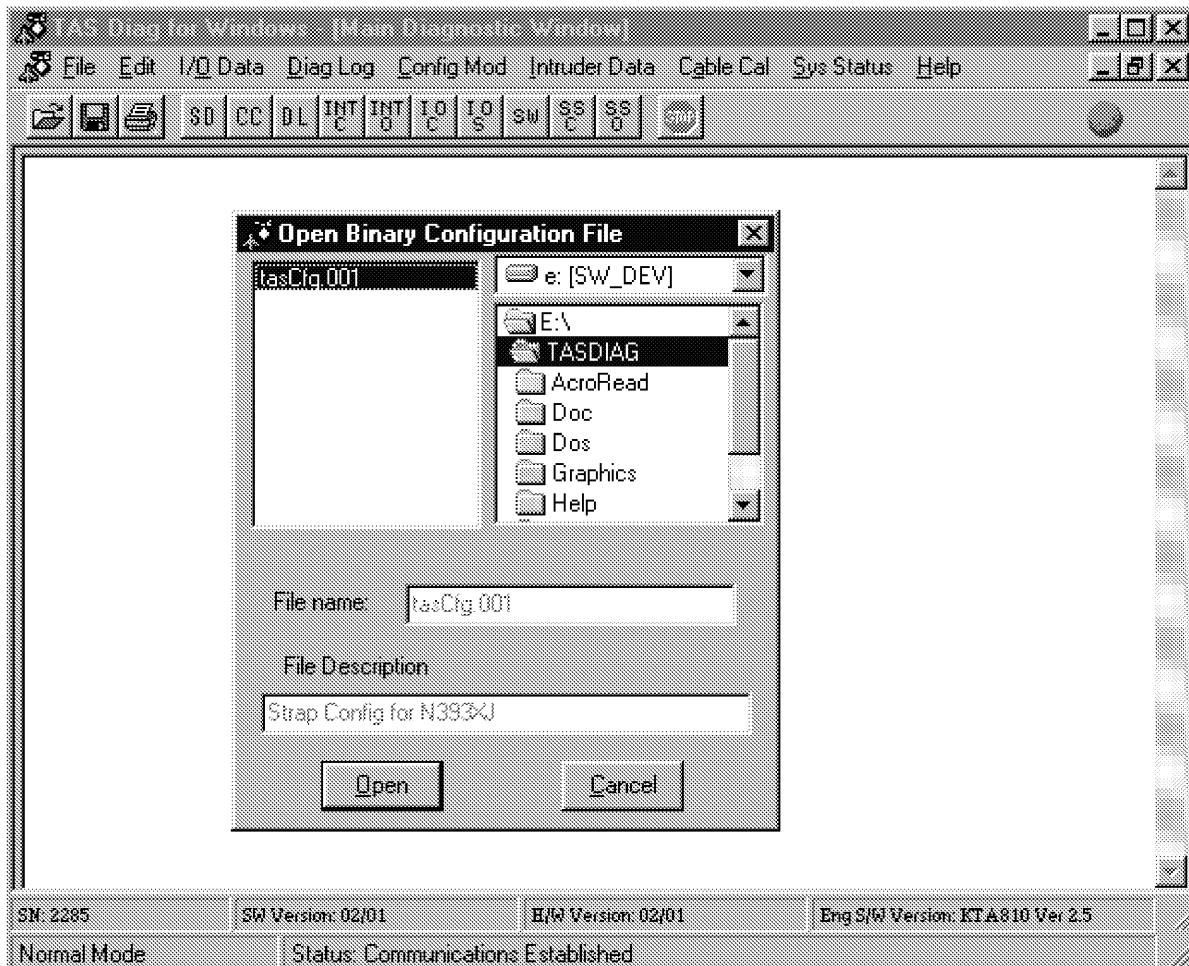 TAS Diag for Windows - [Main Diagnostic Window]
File Edit I/O Data Diag Log Config Mod Intruder Data Cable Cal Sys Status Help
SD CC DL INT C INT O I O C I O S SW SS C SS O STOP
Open Binary Configuration File
tasCfg.001
e: [SW_DEV]
E:\
TASDIAG
AcroRead
Doc
Dos
Graphics
Help
File name: tasCfg.001
File Description
Strap Config for N393XJ
Open Cancel
SN: 2285 SW Version: 02/01 H/W Version: 02/01 Eng S/W Version: KTA810 Ver 2.5
Normal Mode Status: Communications Established